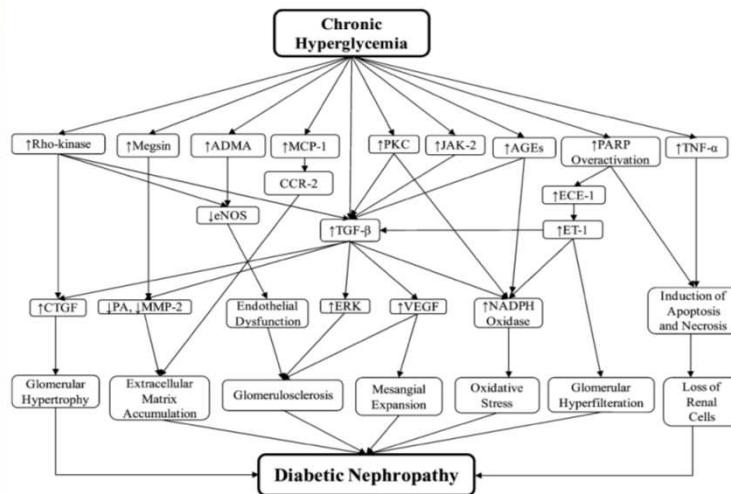 Chronic
Hyperglycemia
↑Rho-kinase
↑Megsin
↑ADMA
↑MCP-1
↑PKC
↑JAK-2
↑AGEs
↑PARP
Overactivation
↑TNF-α
CCR-2
↑ECE-1
↓eNOS
↑TGF-β
↑ET-1
↑CTGF
↓PA, ↓MMP-2
Endothelial
Dysfunction
↑ERK
↑VEGF
↑NADPH
Oxidase
Induction of
Apoptosis
and Necrosis
Glomerular
Hypertrophy
Extracellular
Matrix
Accumulation
Glomerulosclerosis
Mesangial
Expansion
Oxidative
Stress
Glomerular
Hyperfilteration
Loss of
Renal
Cells
Diabetic Nephropathy